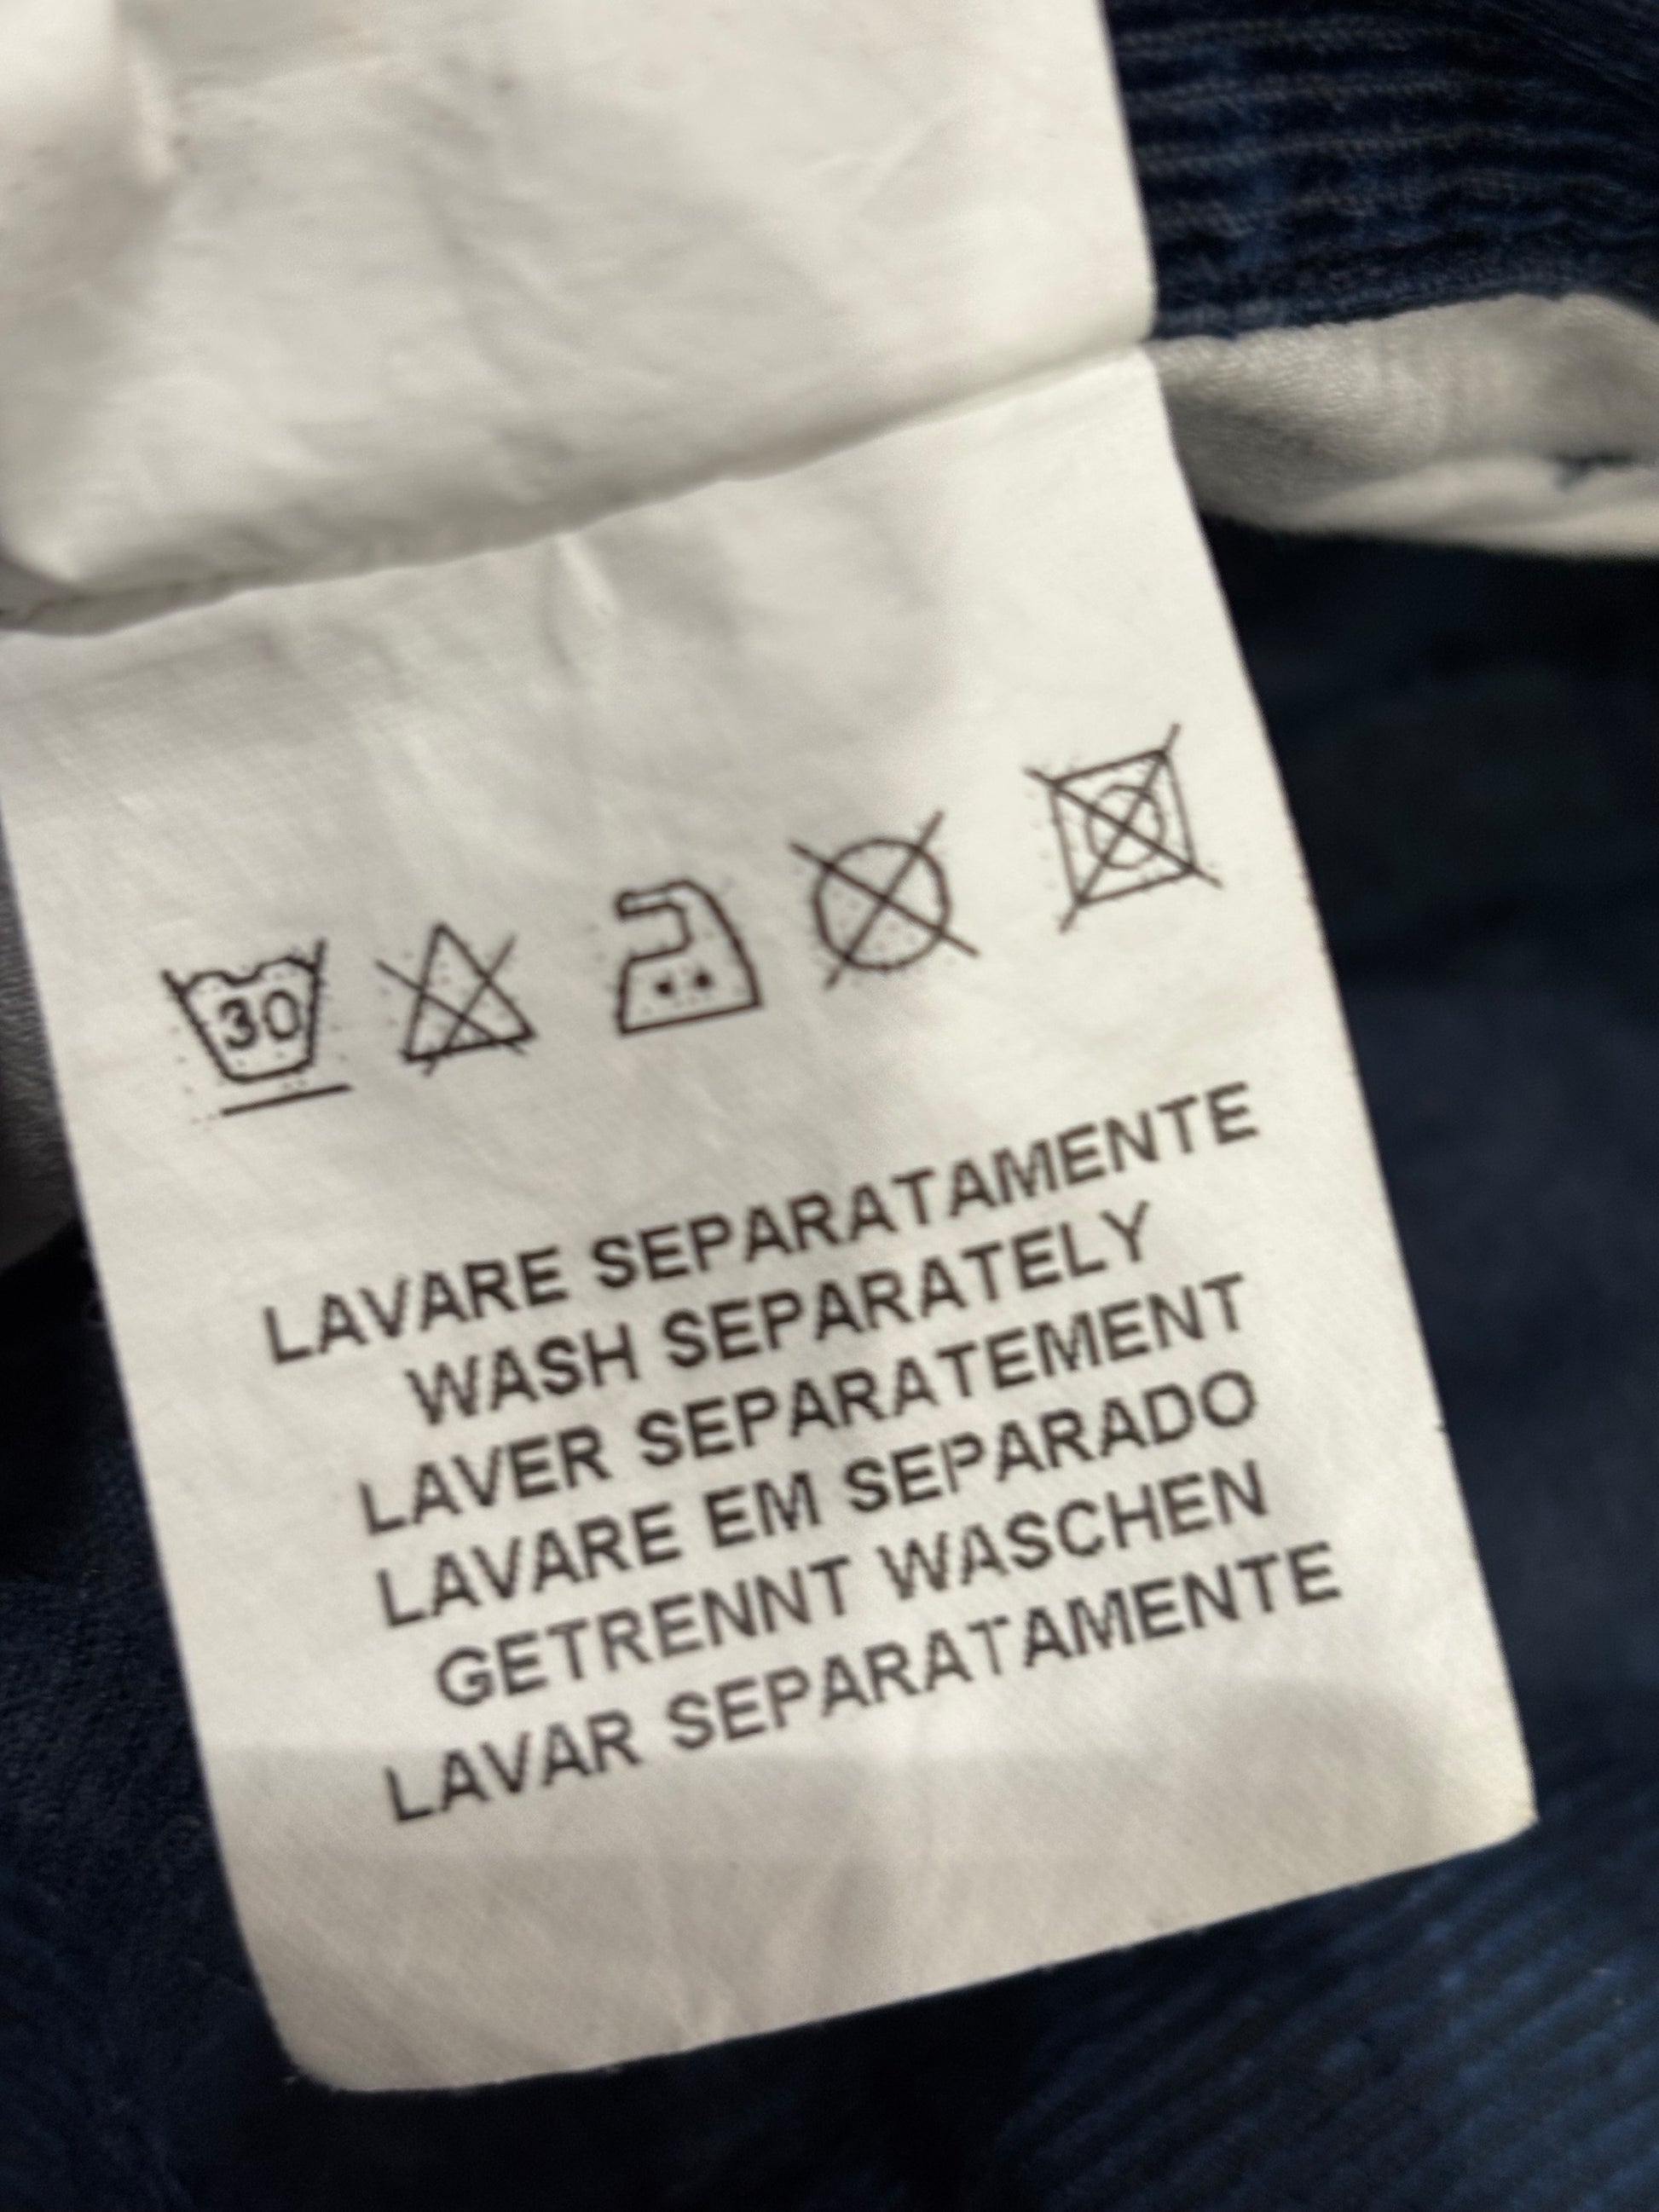 30
LAVARE SEPARATAMENTE
WASH SEPARATELY
LAVER SEPARATEMENT
LAVARE EM SEPARADO
GETRENNT WASCHEN
LAVAR SEPARATAMENTE